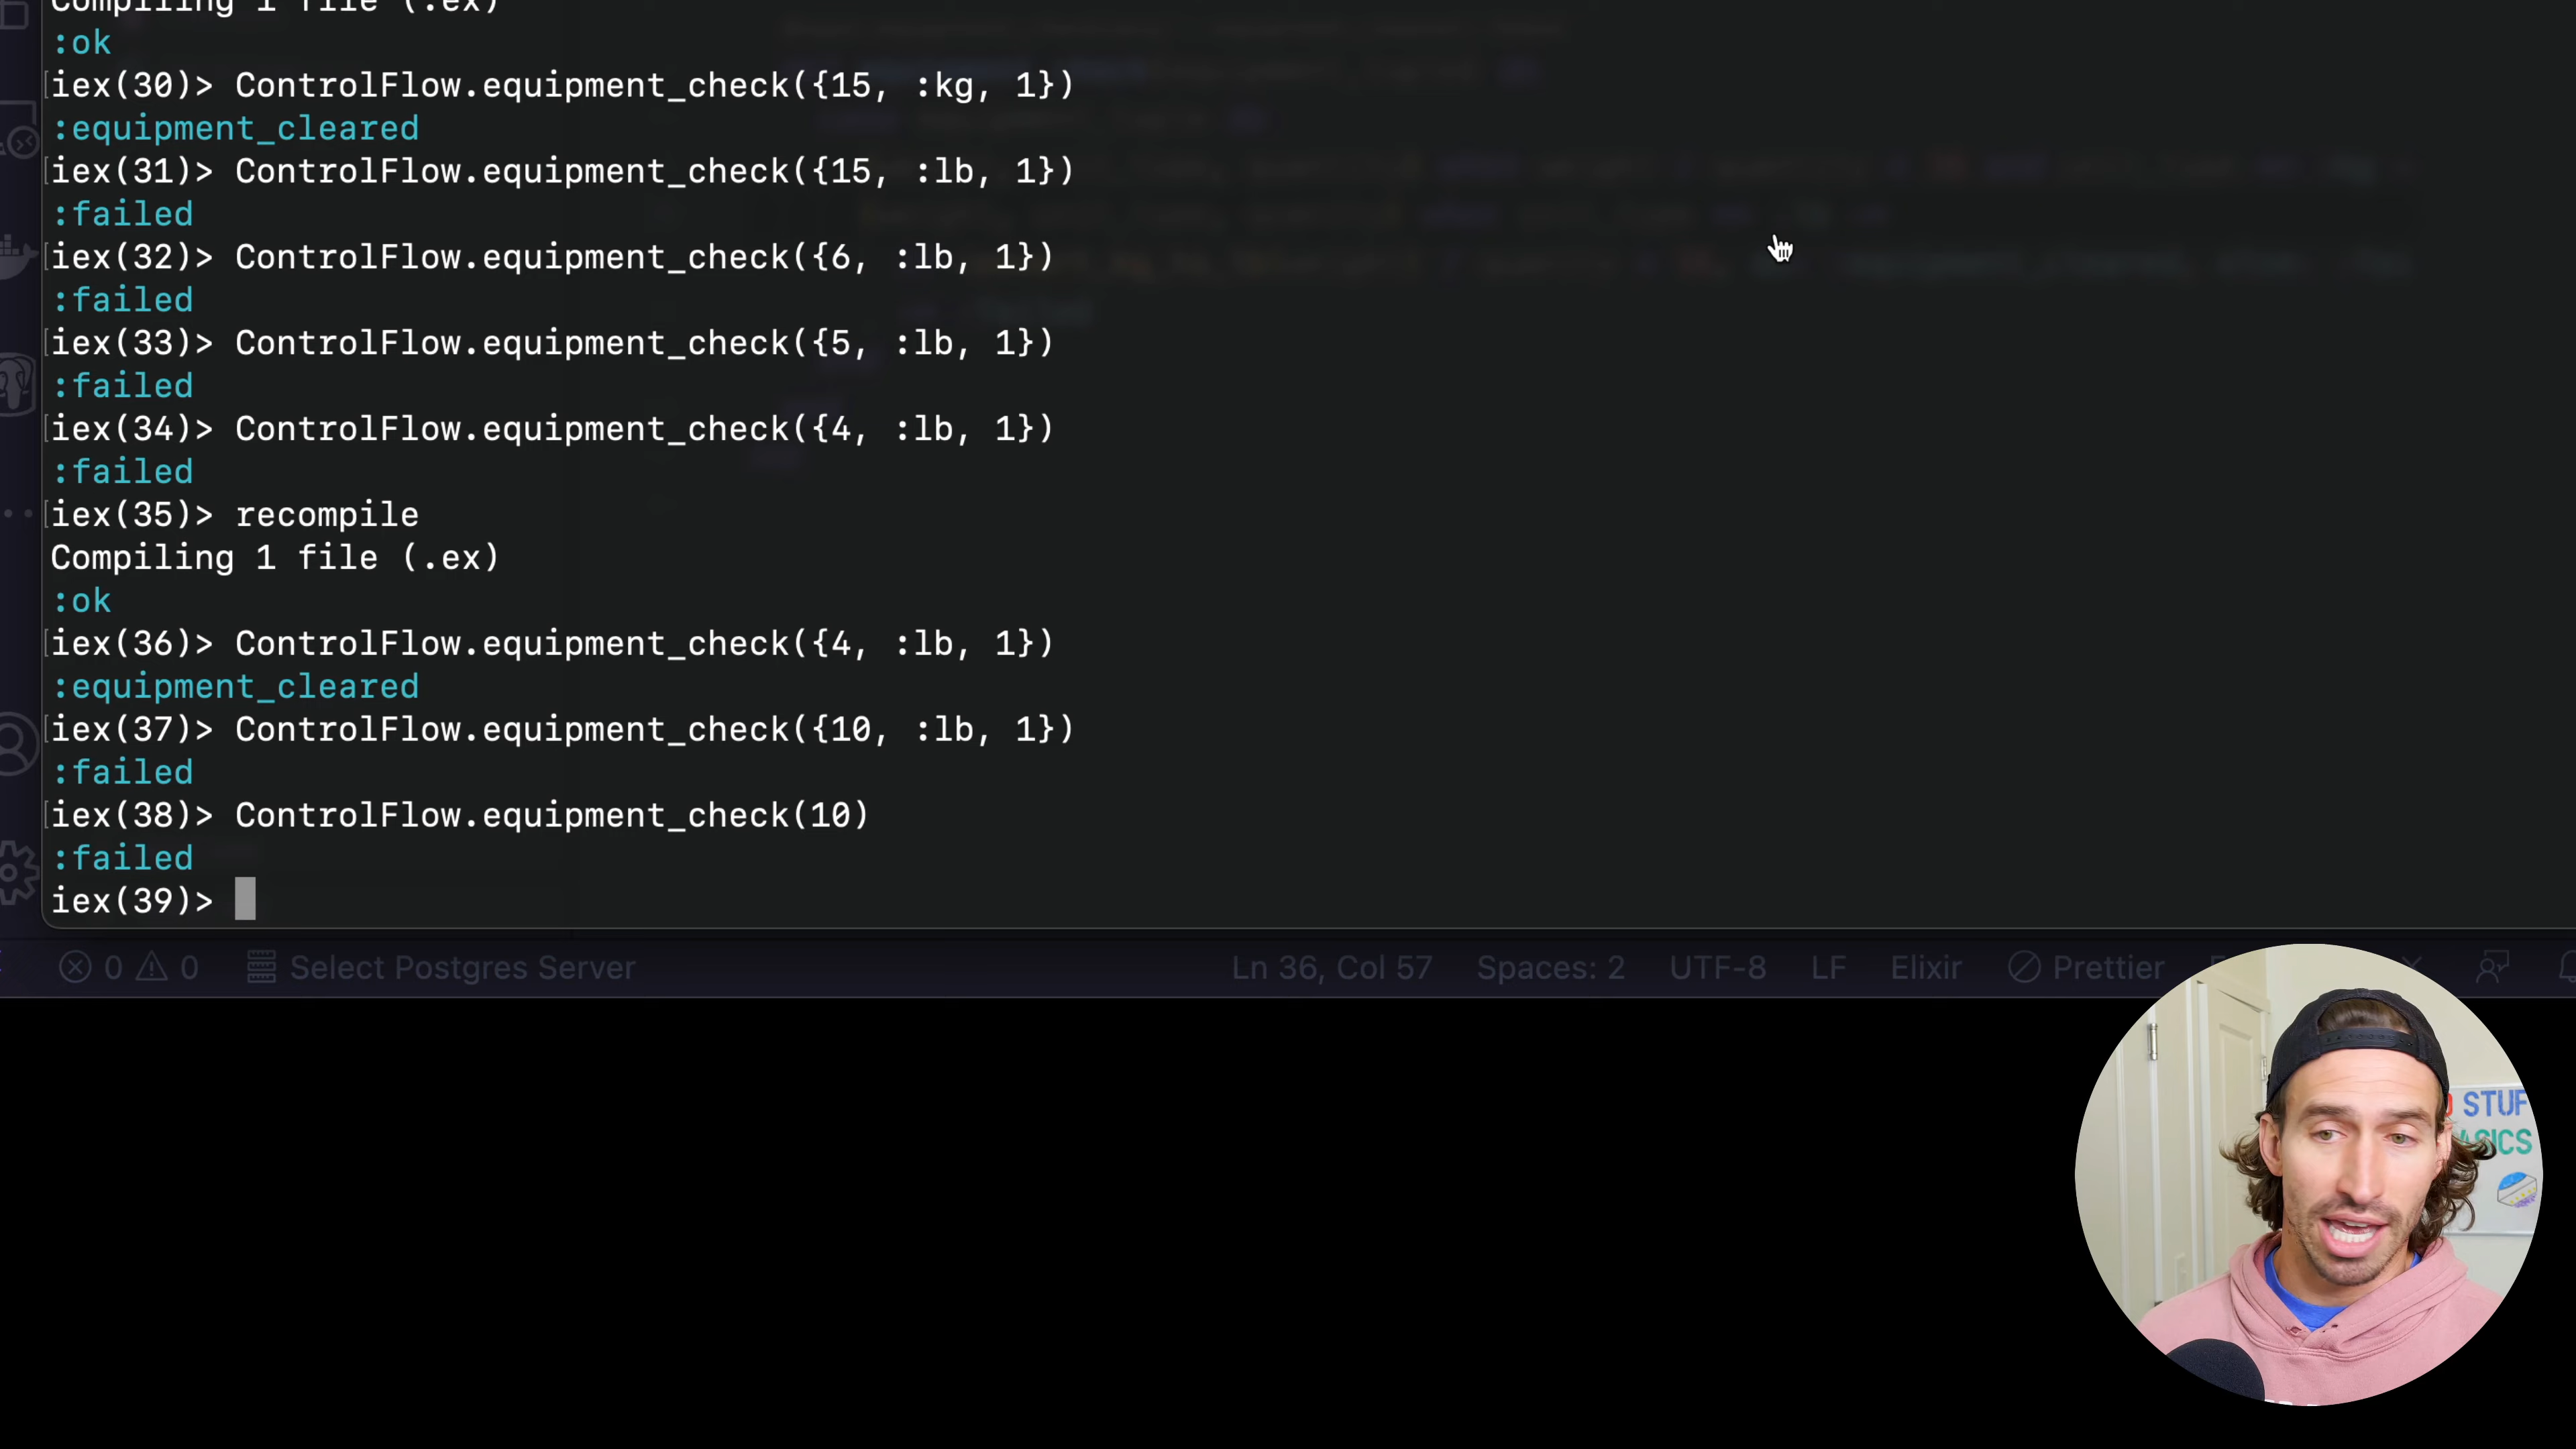 Compiling 1 file (.ex)
:ok
iex(30)> ControlFlow.equipment_check({15, :kg, 1})
:equipment_cleared
iex(31)> ControlFlow.equipment_check({15, :lb, 1})
:failed
iex(32)> ControlFlow.equipment_check({6, :lb, 1})
:failed
iex(33)> ControlFlow.equipment_check({5, :lb, 1})
:failed
iex(34)> ControlFlow.equipment_check({4, :lb, 1})
:failed
iex(35)> recompile
Compiling 1 file (.ex)
:ok
iex(36)> ControlFlow.equipment_check({4, :lb, 1})
:equipment_cleared
iex(37)> ControlFlow.equipment_check({10, :lb, 1})
:failed
iex(38)> ControlFlow.equipment_check(10)
:failed
iex(39)>
0 0 Select Postgres Server Ln 36, Col 57 Spaces: 2 UTF-8 LF Elixir Prettier
STUF
ASICS